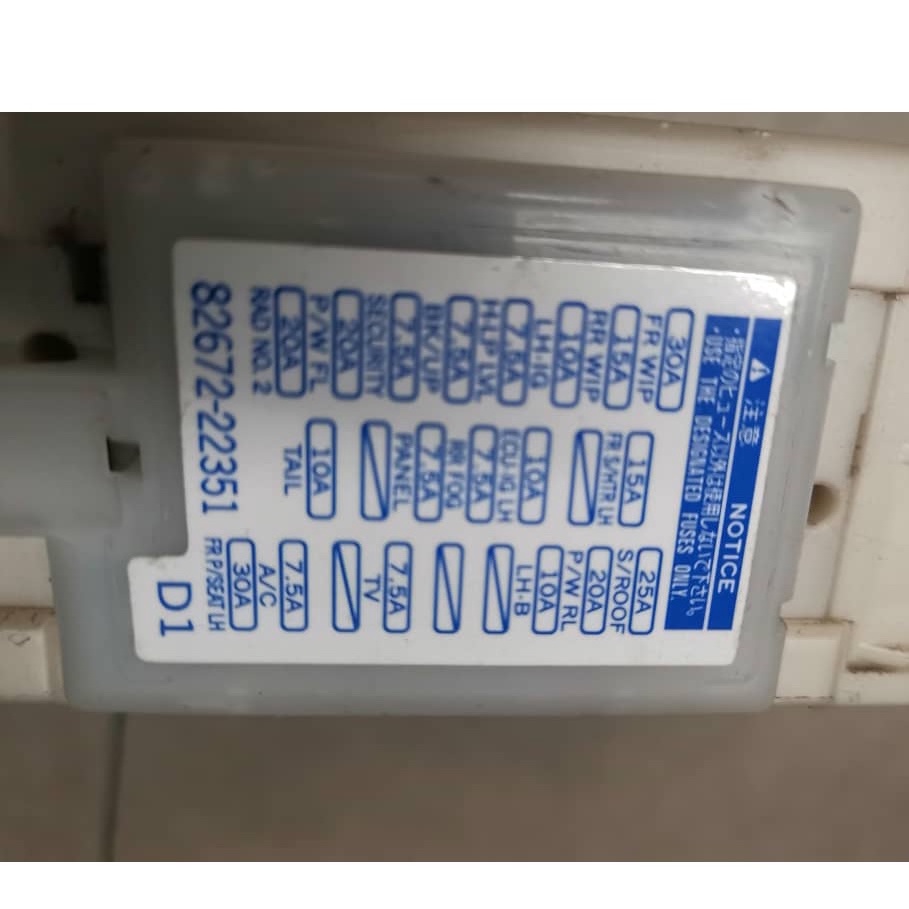 注意 NOTICE
・指定のヒューズ以外は使用しないで下さい。
・USE THE DESIGNATED FUSES ONLY.
30A
FR WIP
15A
RR WIP
10A
LH-IG
7.5A
H-LP LVL
7.5A
BK/UP
7.5A
SECURITY
20A
P/W FL
20A
RAD NO. 2
15A
FR S/HTR LH
10A
ECU-IG LH
7.5A
RR FOG
7.5A
PANEL
10A
TAIL
25A
S/ROOF
20A
P/W RL
10A
LH-B
7.5A
TV
7.5A
A/C
30A
FR P/SEAT LH
82672-22351
D1